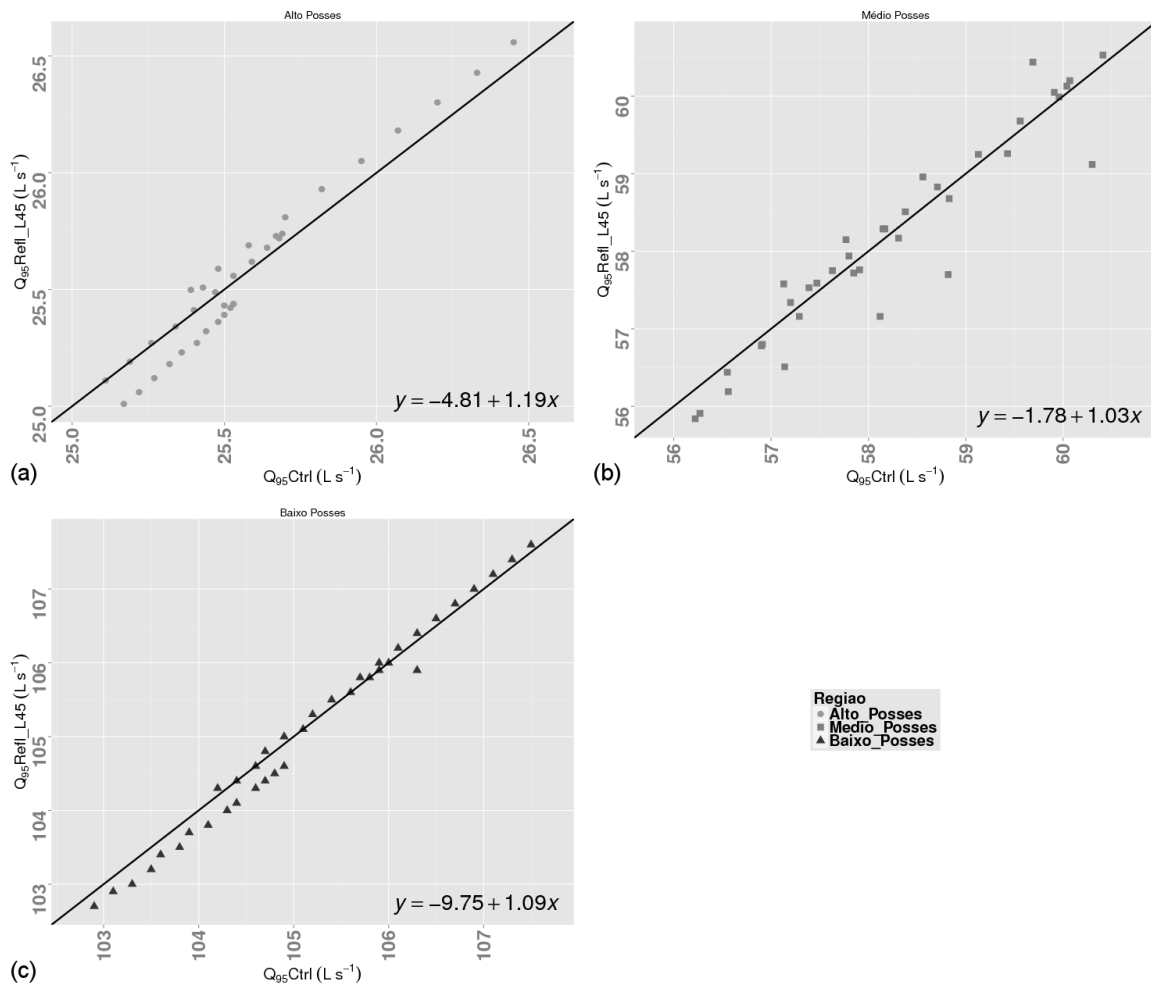 Alto Posses
Q₉₅Refl_L45 (L s⁻¹)
26.5
26.0
25.5
25.0
y = −4.81 + 1.19x
25.0 25.5 26.0 26.5
(a) Q₉₅Ctrl (L s⁻¹)
Médio Posses
Q₉₅Refl_L45 (L s⁻¹)
60
59
58
57
56
y = −1.78 + 1.03x
56 57 58 59 60
(b) Q₉₅Ctrl (L s⁻¹)
Baixo Posses
Q₉₅Refl_L45 (L s⁻¹)
107
106
105
104
103
y = −9.75 + 1.09x
103 104 105 106 107
(c) Q₉₅Ctrl (L s⁻¹)
Regiao
Alto_Posses
Medio_Posses
Baixo_Posses